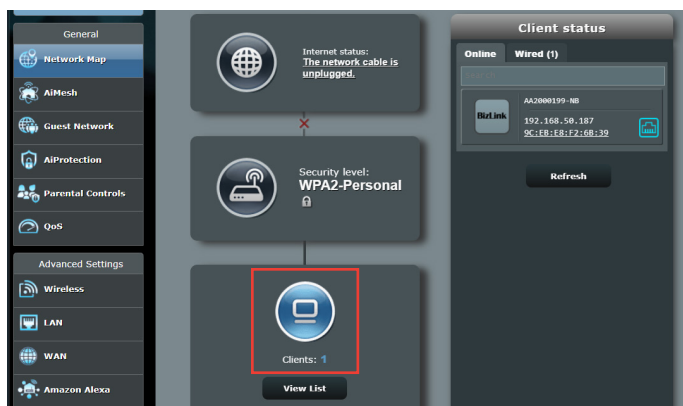 General
Network Map
AiMesh
Guest Network
AiProtection
Parental Controls
QoS
Advanced Settings
Wireless
LAN
WAN
Amazon Alexa
Internet status:
The network cable is
unplugged.
Security level:
WPA2-Personal
Clients: 1
View List
Client status
Online Wired (1)
BizLink
AA2000199-NB
192.168.50.187
9C:EB:E8:F2:6B:39
Refresh